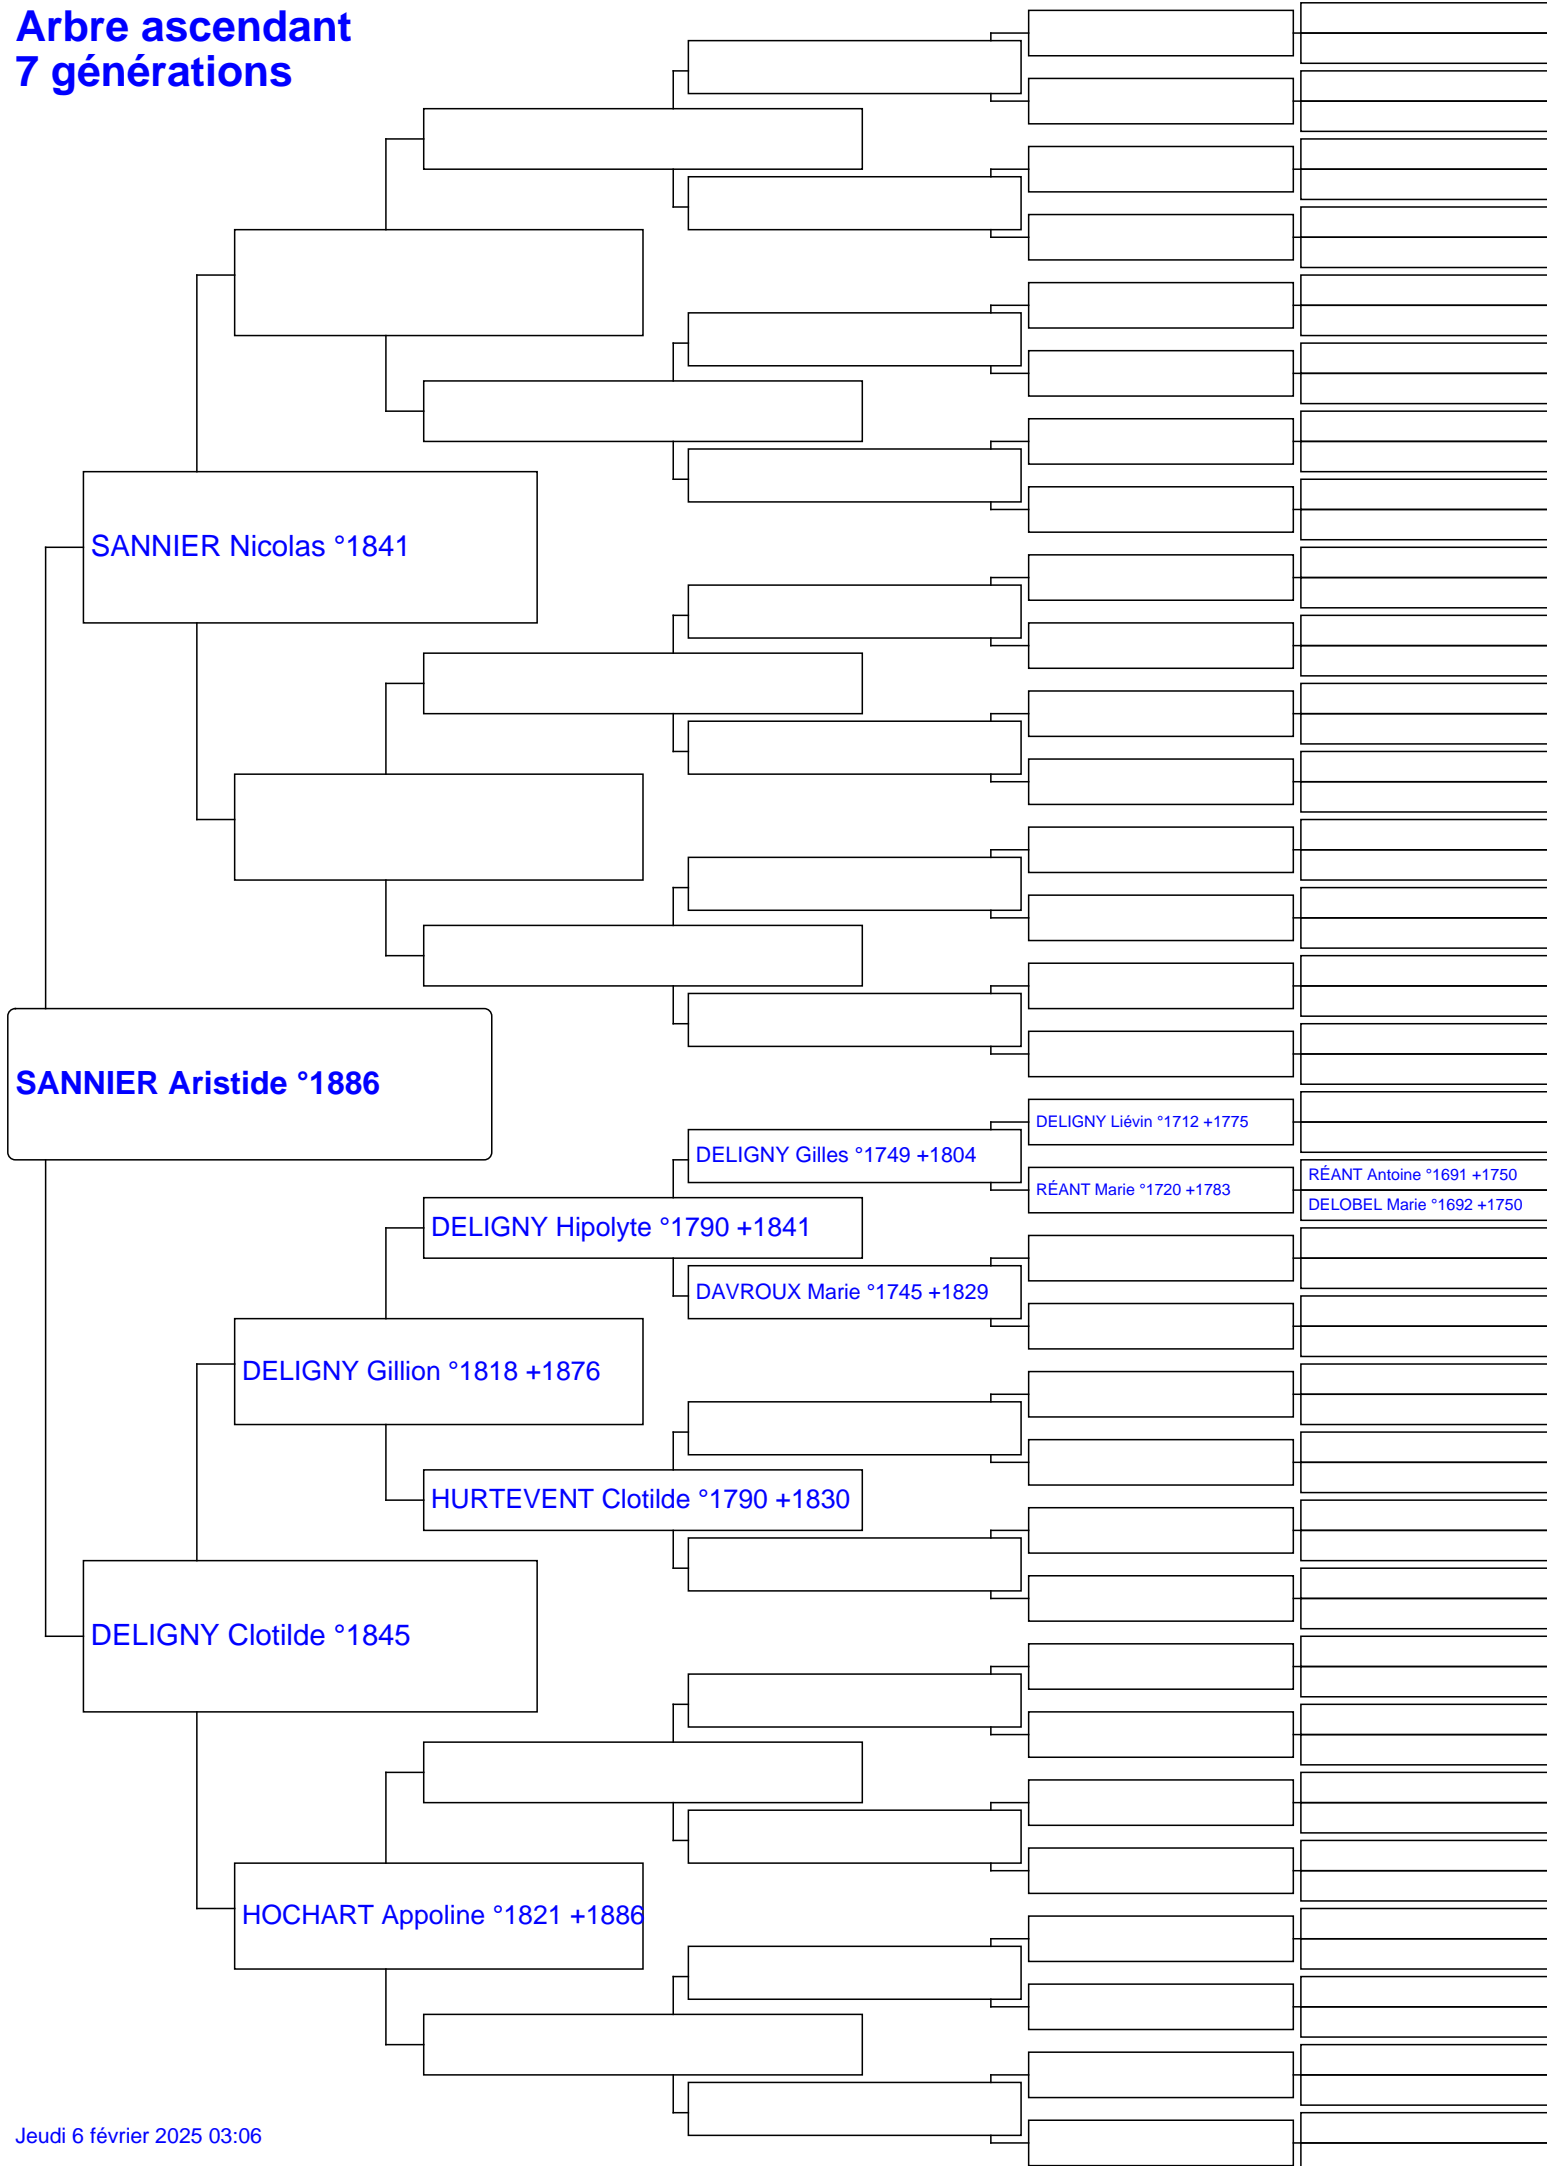 Arbre ascendant
7 générations
SANNIER Nicolas °1841
SANNIER Aristide °1886
DELIGNY Liévin °1712 +1775
DELIGNY Gilles °1749 +1804
RÉANT Antoine °1691 +1750
RÉANT Marie °1720 +1783
DELOBEL Marie °1692 +1750
DELIGNY Hipolyte °1790 +1841
DAVROUX Marie °1745 +1829
DELIGNY Gillion °1818 +1876
HURTEVENT Clotilde °1790 +1830
DELIGNY Clotilde °1845
HOCHART Appoline °1821 +1886
Jeudi 6 février 2025 03:06